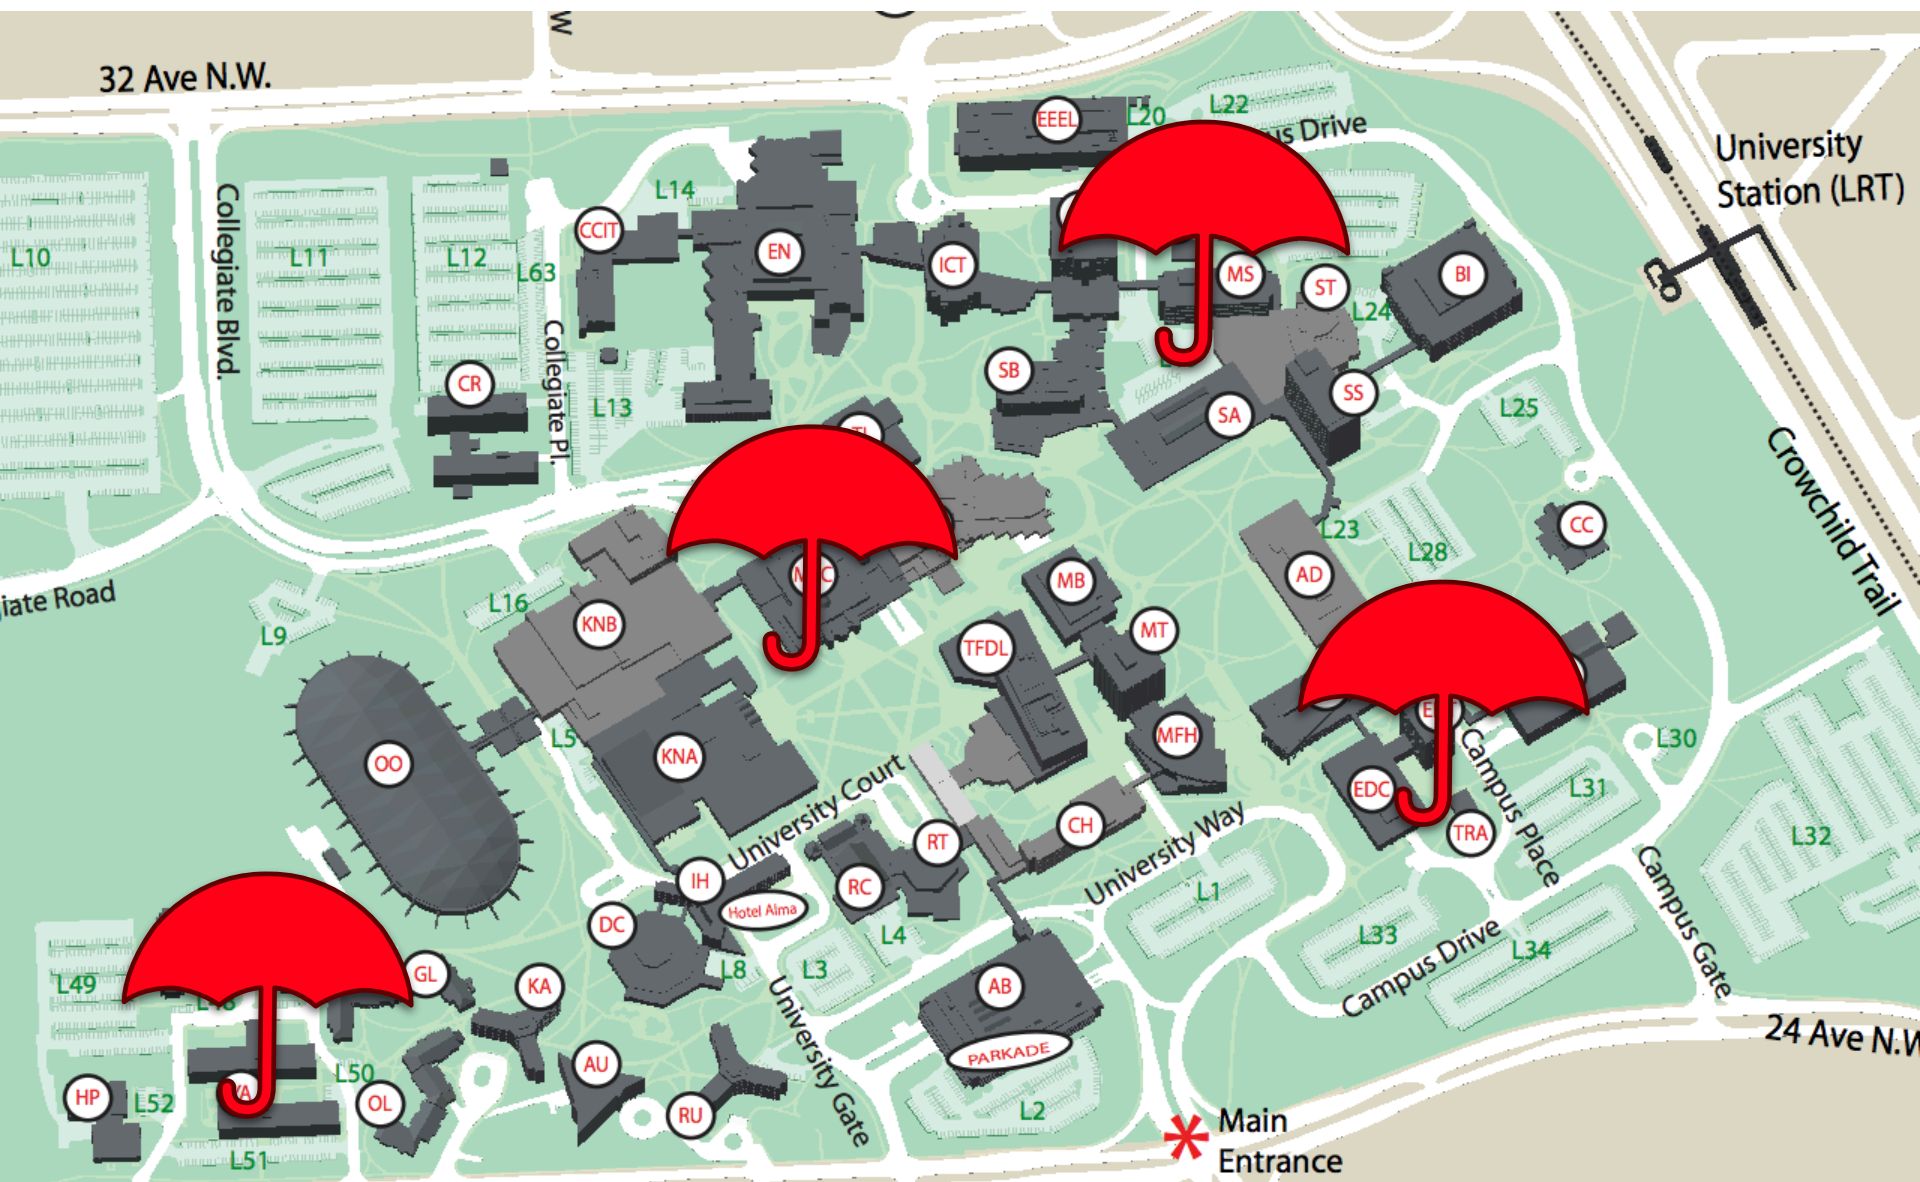 W
32 Ave N.W.
EEEL
L20
L22
us Drive
University
Station (LRT)
Collegiate Blvd.
L14
CCIT
EN
ICT
MS
ST
BI
L10
L11
L12
L63
L24
Collegiate Pl.
CR
L13
SB
SS
SA
L25
TI
Crowchild Trail
CC
L23
L28
AD
MB
MT
iate Road
L16
L9
KNB
M C
TFDL
L5
OO
KNA
MFH
L30
EDC
Campus Place
L31
TRA
L32
University Court
CH
RT
University Way
IH
RC
Hotel Alma
L1
DC
L4
L33
L34
Campus Drive
Campus Gate
GL
KA
L8
L3
AB
L49
L48
PARKADE
24 Ave N.W
University Gate
AU
L50
HP
L52
YA
OL
RU
L2
L51
Main
Entrance